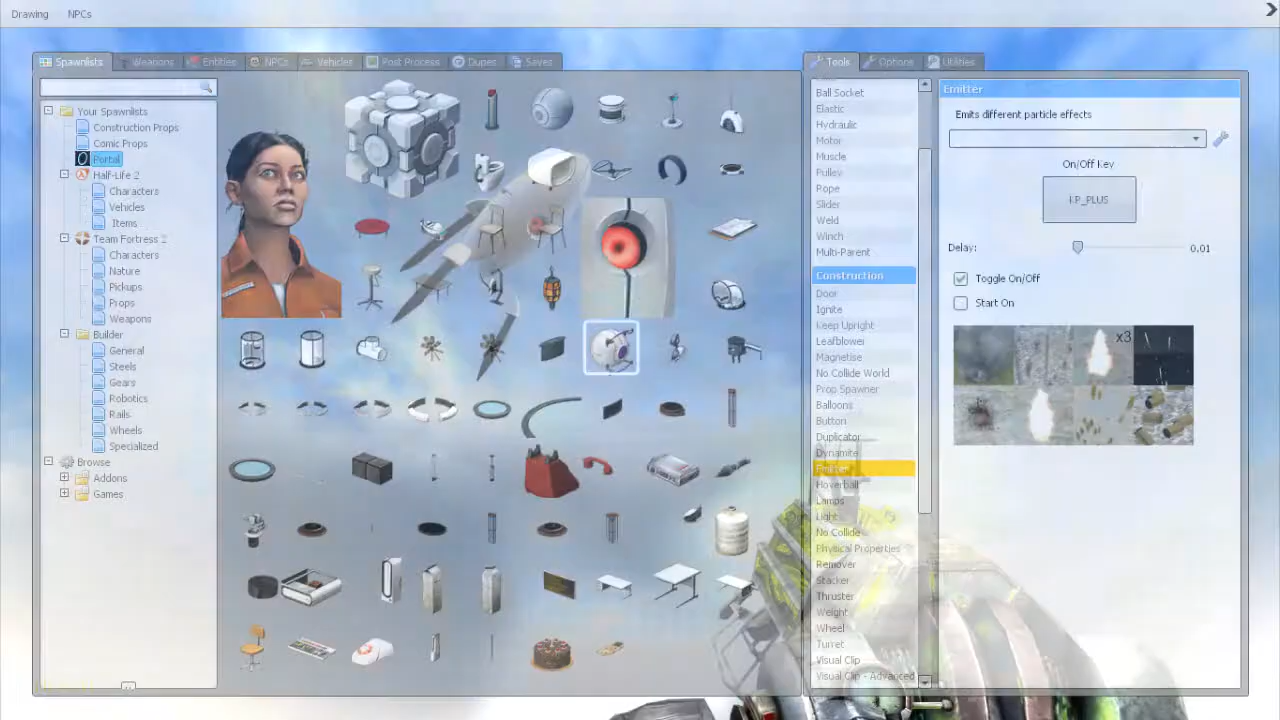 Drawing NPCs
Spawnlists Weapons Entities NPCs Vehicles Post Process Dupes Saves
Your Spawnlists
Construction Props
Comic Props
Portal
Half-Life 2
Characters
Vehicles
Items
Team Fortress 2
Characters
Nature
Pickups
Props
Weapons
Builder
General
Steels
Gears
Robotics
Rails
Wheels
Specialized
Browse
Addons
Games
Tools Options Utilities
Ball Socket
Elastic
Hydraulic
Motor
Muscle
Pulley
Rope
Slider
Weld
Winch
Multi-Parent
Construction
Door
Ignite
Keep Upright
Leafblower
Magnetise
No Collide World
Prop Spawner
Balloons
Button
Duplicator
Dynamite
Emitter
Hoverball
Lamps
Light
No Collide
Physical Properties
Remover
Stacker
Thruster
Weight
Wheel
Turret
Visual Clip
Visual Clip - Advanced
Emitter
Emits different particle effects
On/Off Key
KP_PLUS
Delay: 0.01
Toggle On/Off
Start On
x3